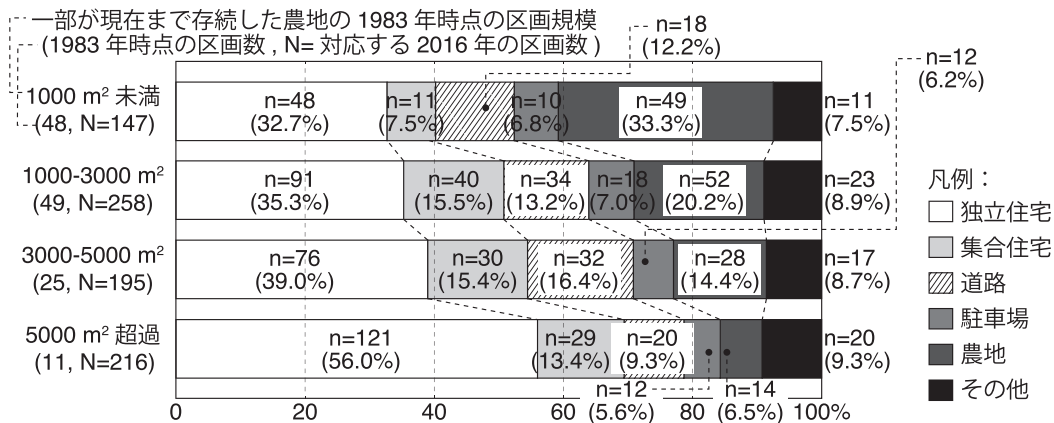 一部が現在まで存続した農地の 1983 年時点の区画規模
(1983 年時点の区画数 , N= 対応する 2016 年の区画数 )
n=18
(12.2%)
n=12
(6.2%)
1000 m² 未満
(48, N=147)
n=48
(32.7%)
n=11
(7.5%)
n=10
(6.8%)
n=49
(33.3%)
n=11
(7.5%)
1000-3000 m²
(49, N=258)
n=91
(35.3%)
n=40
(15.5%)
n=34
(13.2%)
n=18
(7.0%)
n=52
(20.2%)
n=23
(8.9%)
3000-5000 m²
(25, N=195)
n=76
(39.0%)
n=30
(15.4%)
n=32
(16.4%)
n=28
(14.4%)
n=17
(8.7%)
5000 m² 超過
(11, N=216)
n=121
(56.0%)
n=29
(13.4%)
n=20
(9.3%)
n=20
(9.3%)
n=12
(5.6%)
n=14
(6.5%)
0 20 40 60 80 100%
凡例：
独立住宅
集合住宅
道路
駐車場
農地
その他